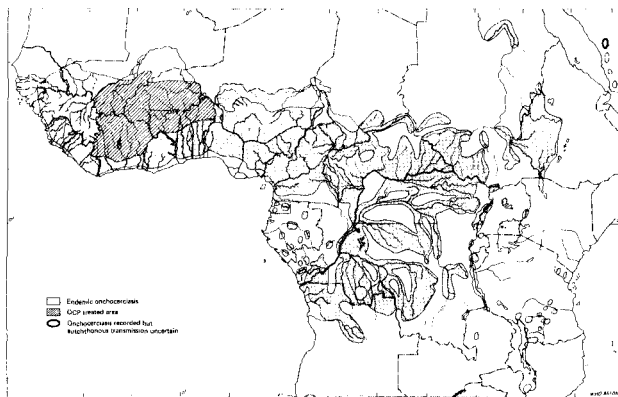 Endemic onchocerciasis
OCP treated area
Onchocerciasis recorded but
autochthonous transmission uncertain